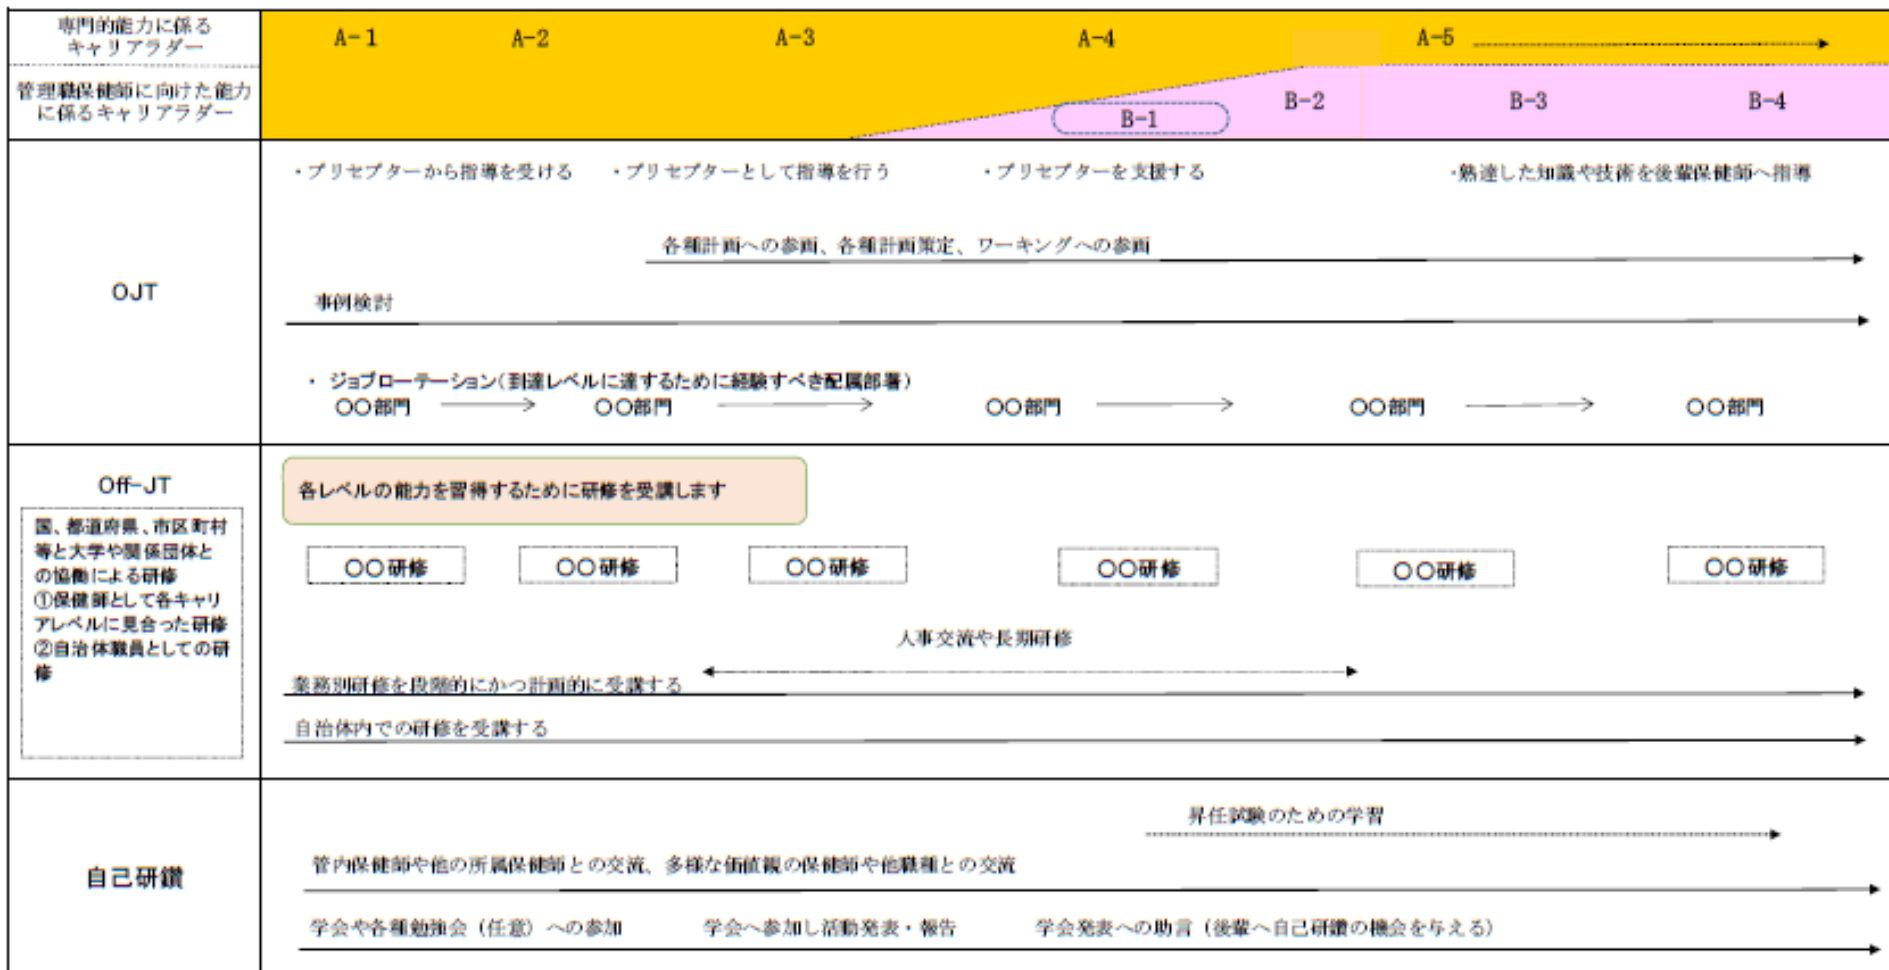 専門的能力に係る
キャリアラダー
A-1 A-2 A-3 A-4 A-5
管理職保健師に向けた能力
に係るキャリアラダー
B-1 B-2 B-3 B-4
OJT
・プリセプターから指導を受ける ・プリセプターとして指導を行う ・プリセプターを支援する ・熟達した知識や技術を後輩保健師へ指導
各種計画への参画、各種計画策定、ワーキングへの参画
事例検討
・ ジョブローテーション(到達レベルに達するために経験すべき配属部署)
〇〇部門 〇〇部門 〇〇部門 〇〇部門 〇〇部門
Off-JT
国、都道府県、市区町村
等と大学や関係団体と
の協働による研修
①保健師として各キャリ
アレベルに見合った研修
②自治体職員としての研
修
各レベルの能力を習得するために研修を受講します
〇〇研修 〇〇研修 〇〇研修 〇〇研修 〇〇研修 〇〇研修
人事交流や長期研修
業務別研修を段階的にかつ計画的に受講する
自治体内での研修を受講する
自己研鑽
昇任試験のための学習
管内保健師や他の所属保健師との交流、多様な価値観の保健師や他職種との交流
学会や各種勉強会（任意）への参加 学会へ参加し活動発表・報告 学会発表への助言（後輩へ自己研鑽の機会を与える）